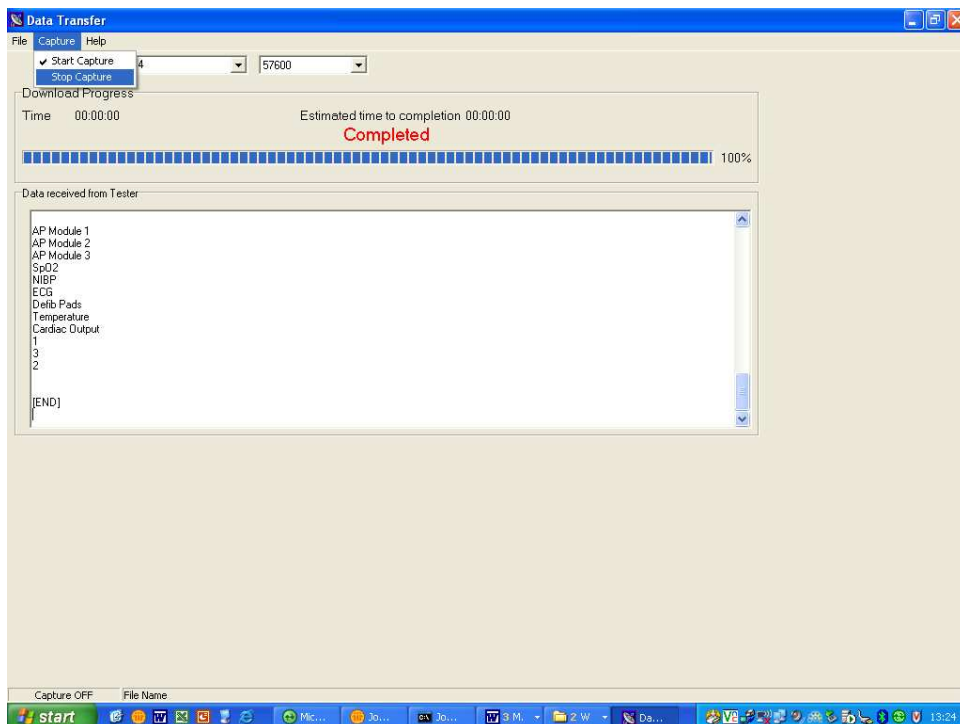 Data Transfer
File Capture Help
Start Capture
Stop Capture
4
57600
Download Progress
Time 00:00:00 Estimated time to completion 00:00:00
Completed
100%
Data received from Tester
AP Module 1
AP Module 2
AP Module 3
SpO2
NIBP
ECG
Defib Pads
Temperature
Cardiac Output
1
3
2
[END]
Capture OFF File Name
start Mic... Jo... Jo... 3 M. 2 W Da... 13:24